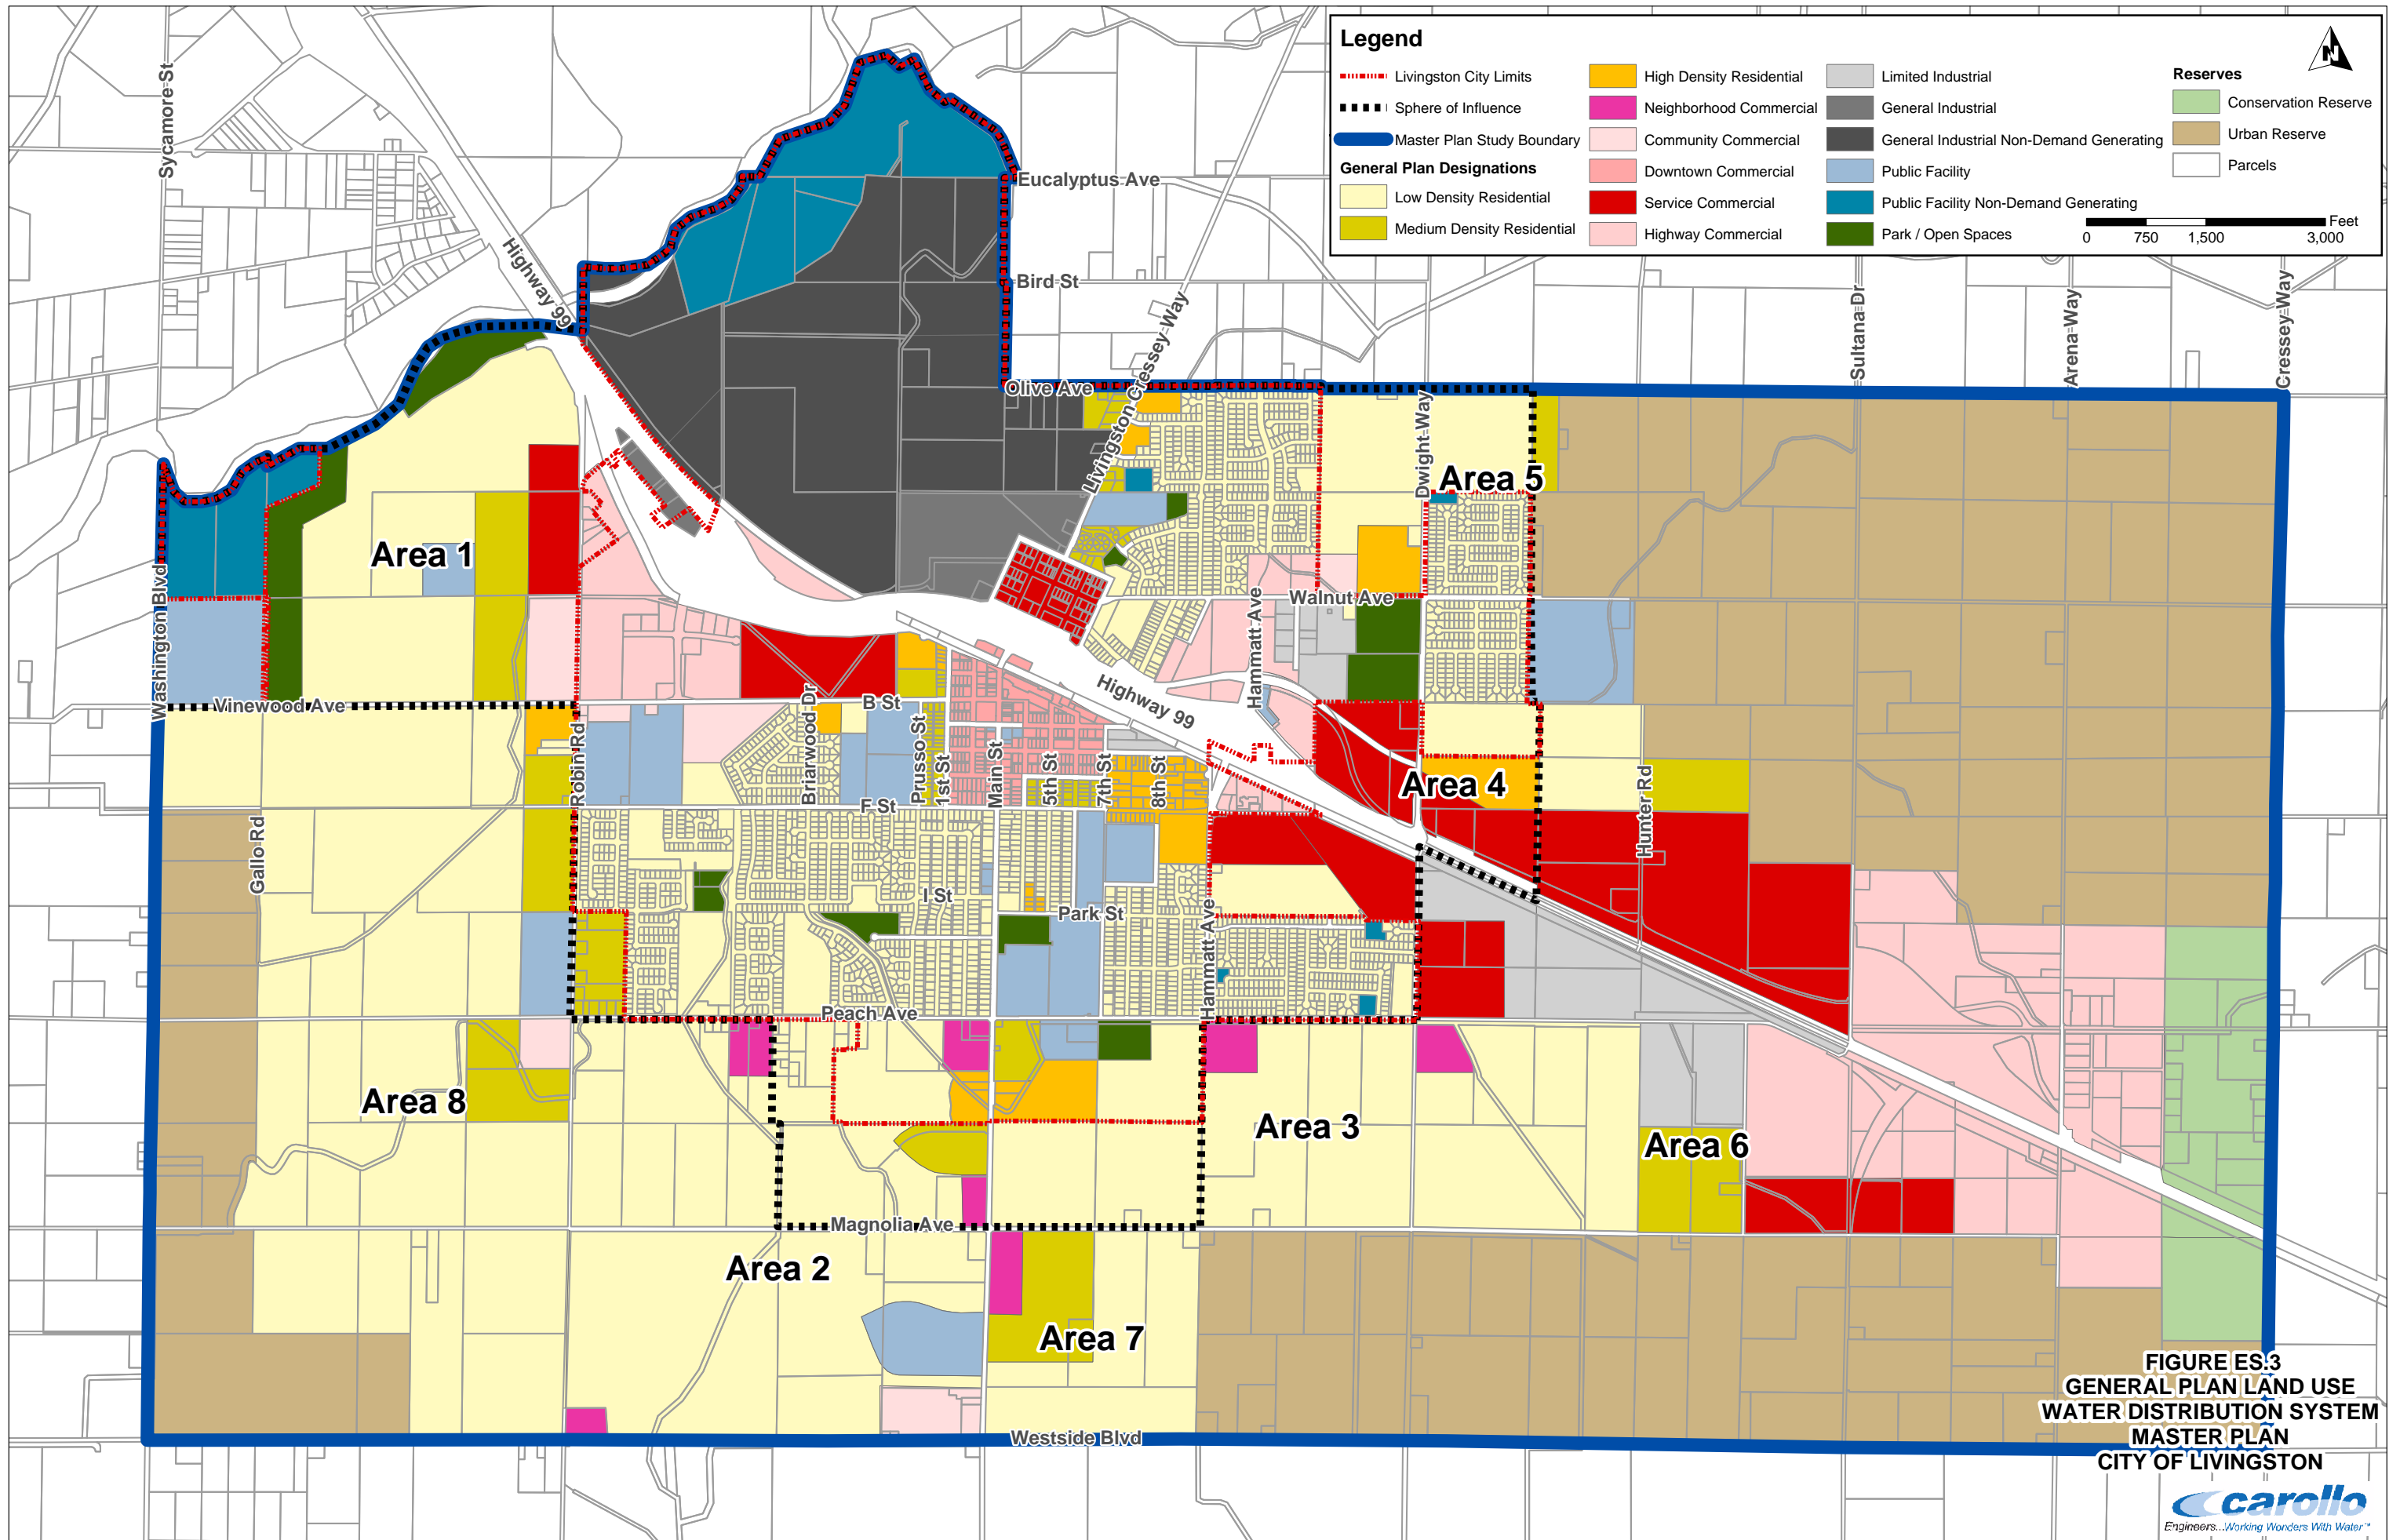 Legend
Livingston City Limits
Sphere of Influence
Master Plan Study Boundary
General Plan Designations
Low Density Residential
Medium Density Residential
High Density Residential
Neighborhood Commercial
Community Commercial
Downtown Commercial
Service Commercial
Highway Commercial
Limited Industrial
General Industrial
General Industrial Non-Demand Generating
Public Facility
Public Facility Non-Demand Generating
Park / Open Spaces
Reserves
Conservation Reserve
Urban Reserve
Parcels
N
Feet
0 750 1,500 3,000
Sycamore St
Highway 99
Eucalyptus Ave
Bird St
Olive Ave
Livingston Cressey Way
Dwight Way
Sultana Dr
Arena Way
Cressey Way
Area 5
Area 1
Walnut Ave
Hammatt Ave
Washington Blvd
Vinewood Ave
Highway 99
B St
Robin Rd
Briarwood Dr
Prusso St
1st St
Main St
5th St
7th St
8th St
Area 4
Hunter Rd
F St
Gallo Rd
I St
Park St
Hammatt Ave
Peach Ave
Area 8
Area 3
Area 6
Magnolia Ave
Area 2
Area 7
Westside Blvd
FIGURE ES.3
GENERAL PLAN LAND USE
WATER DISTRIBUTION SYSTEM
MASTER PLAN
CITY OF LIVINGSTON
carollo
Engineers...Working Wonders With Water™